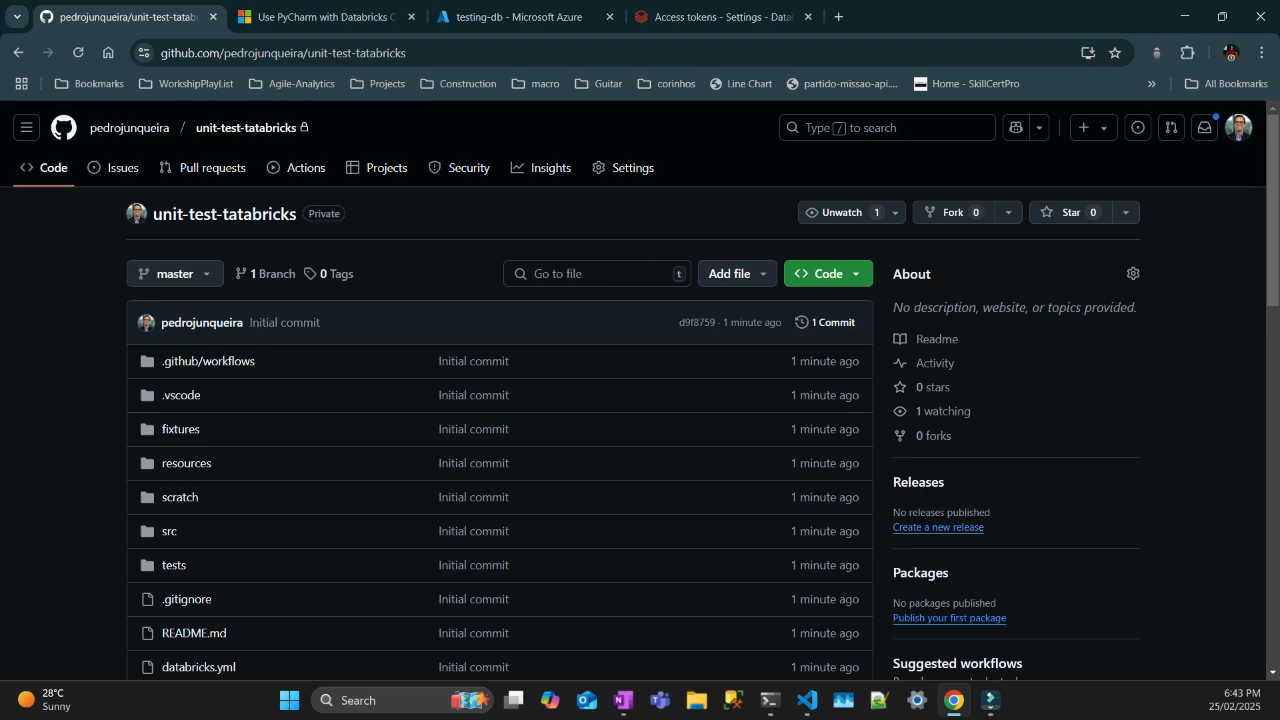 pedrojunqueira/unit-test-tatabri
Use PyCharm with Databricks C
testing-db - Microsoft Azure
Access tokens - Settings - Datab
github.com/pedrojunqueira/unit-test-tatabricks
Bookmarks
WorkshipPlayList
Agile-Analytics
Projects
Construction
macro
Guitar
corinhos
Line Chart
partido-missao-api....
Home - SkillCertPro
All Bookmarks
pedrojunqueira / unit-test-tatabricks
Type / to search
Code
Issues
Pull requests
Actions
Projects
Security
Insights
Settings
unit-test-tatabricks Private
Unwatch 1
Fork 0
Star 0
master
1 Branch
0 Tags
Go to file t
Add file
Code
About
No description, website, or topics provided.
pedrojunqueira Initial commit d9f8759 · 1 minute ago 1 Commit
.github/workflows Initial commit 1 minute ago
.vscode Initial commit 1 minute ago
fixtures Initial commit 1 minute ago
resources Initial commit 1 minute ago
scratch Initial commit 1 minute ago
src Initial commit 1 minute ago
tests Initial commit 1 minute ago
.gitignore Initial commit 1 minute ago
README.md Initial commit 1 minute ago
databricks.yml Initial commit 1 minute ago
Readme
Activity
0 stars
1 watching
0 forks
Releases
No releases published
Create a new release
Packages
No packages published
Publish your first package
Suggested workflows
28°C
Sunny
Search
6:43 PM
25/02/2025